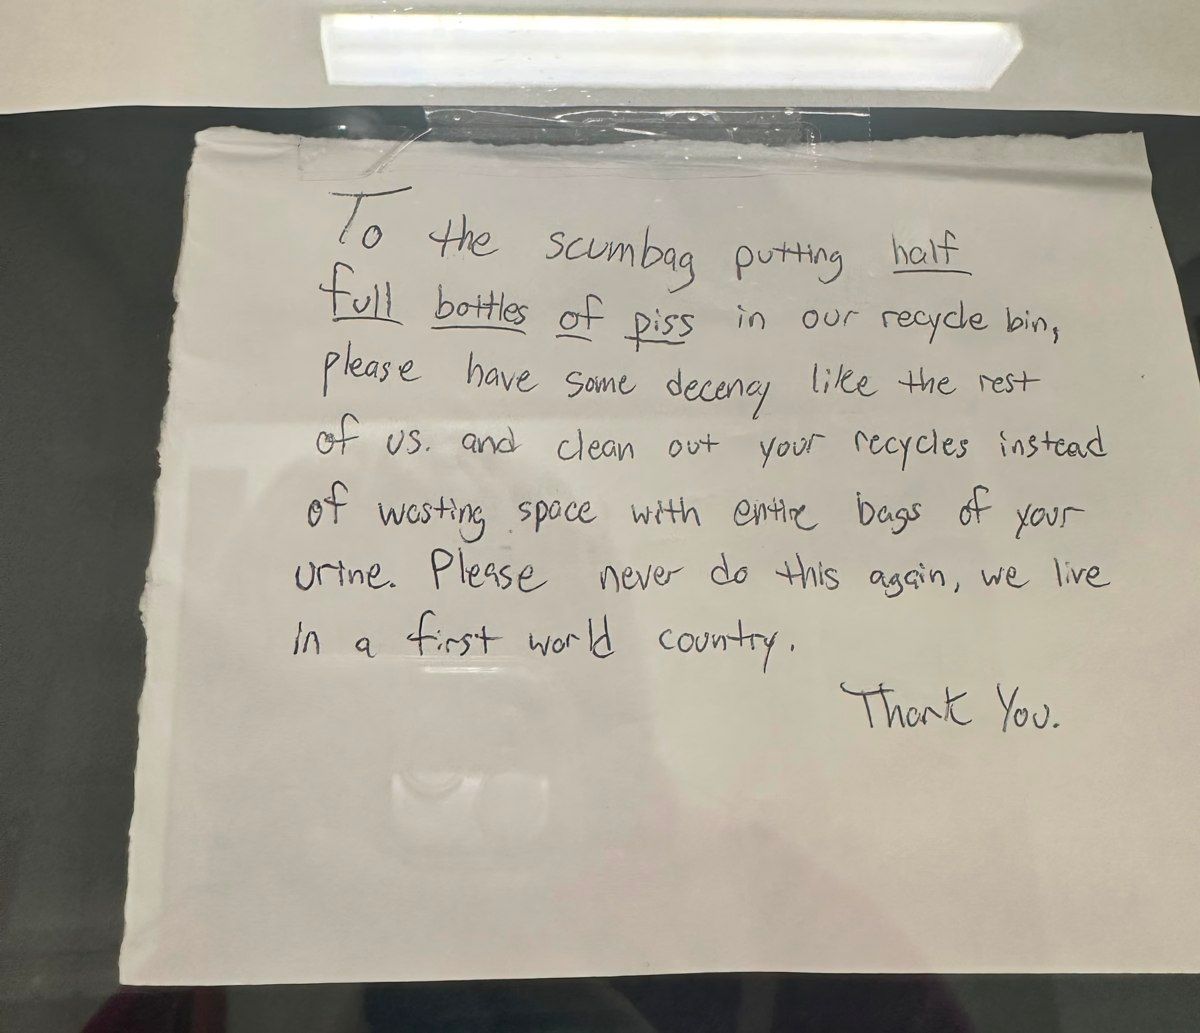 To the scumbag putting half
full bottles of piss in our recycle bin,
please have some decency like the rest
of us. and clean out your recycles instead
of wasting space with entire bags of your
urine. Please never do this again, we live
in a first world country.
Thank You.